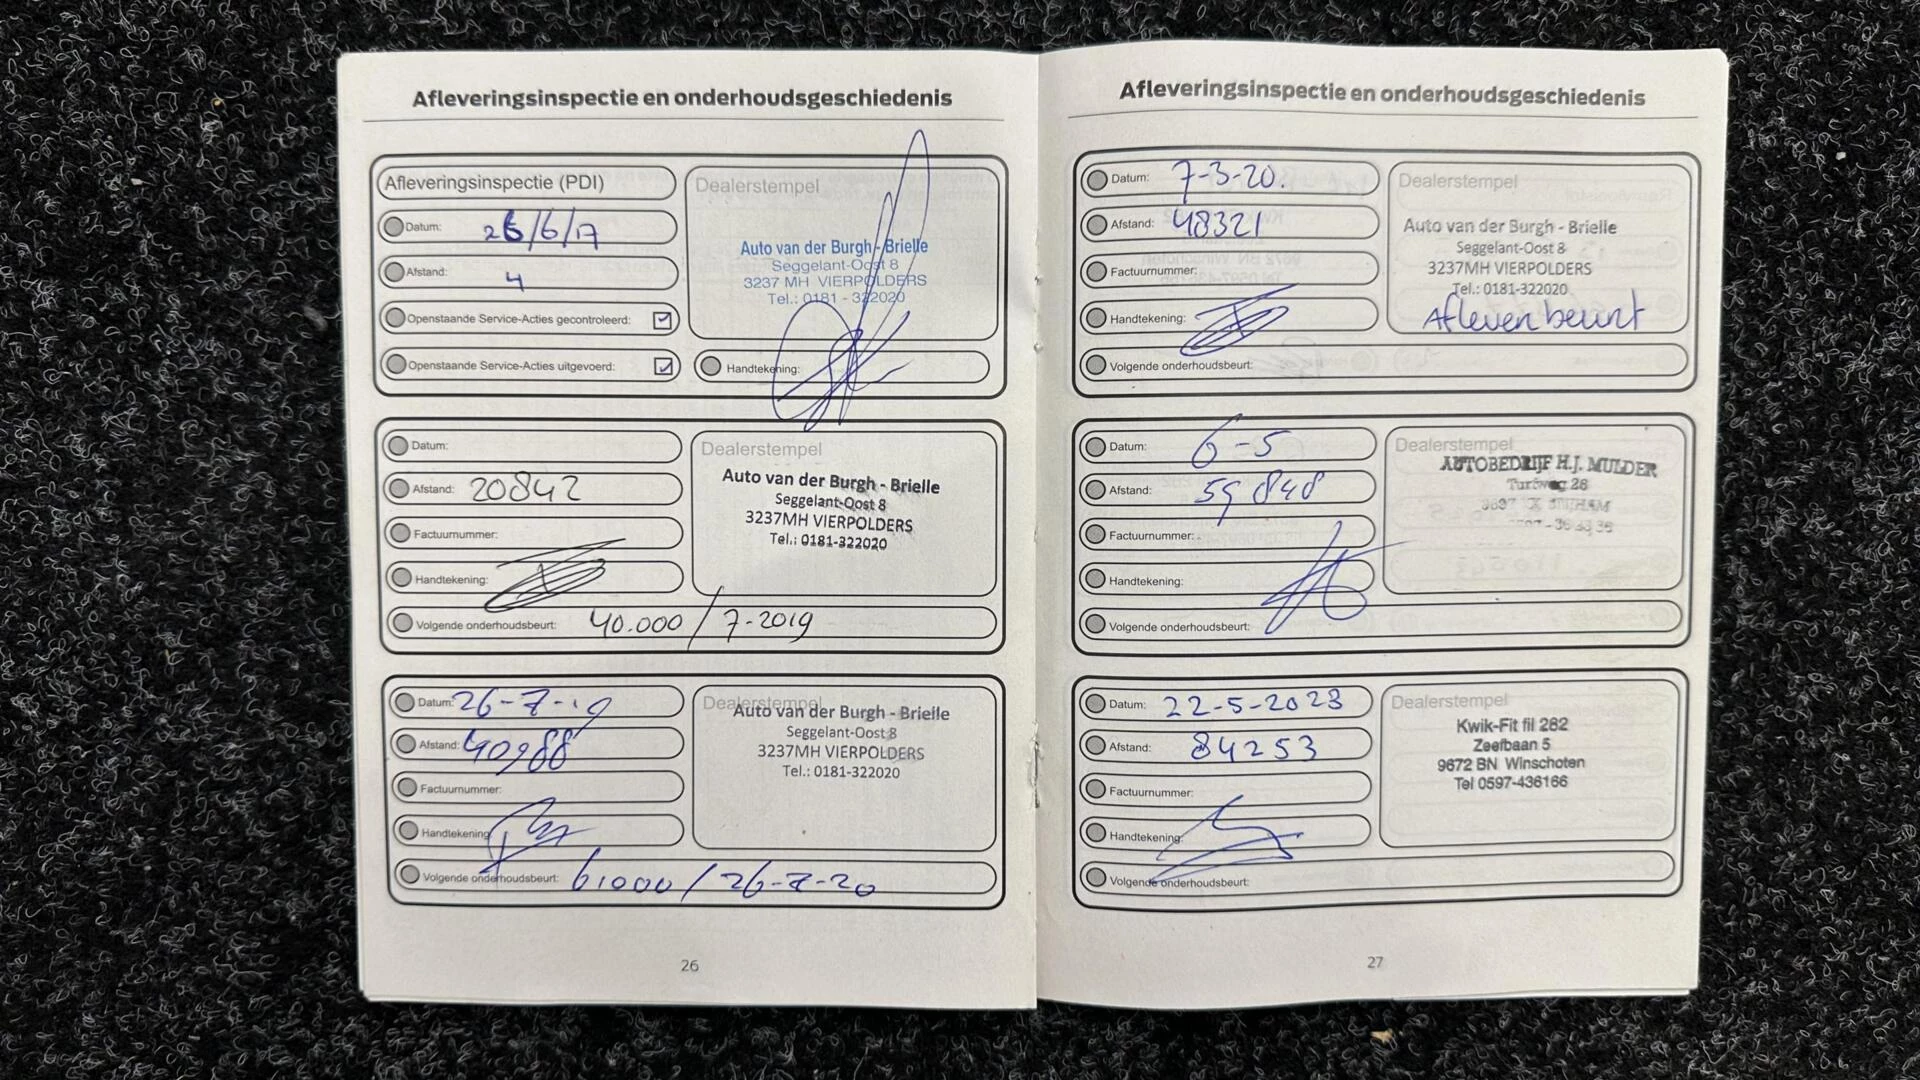 Afleveringsinspectie en onderhoudsgeschiedenis
Afleveringsinspectie (PDI)
Datum: 26/6/17
Afstand: 4
Openstaande Service-Acties gecontroleerd:
Openstaande Service-Acties uitgevoerd:
Dealerstempel
Auto van der Burgh - Brielle
Seggelant-Oost 8
3237 MH VIERPOLDERS
Tel.: 0181 - 322020
Handtekening:
Datum:
Afstand: 20842
Factuurnummer:
Handtekening:
Dealerstempel
Auto van der Burgh - Brielle
Seggelant-Oost 8
3237MH VIERPOLDERS
Tel.: 0181-322020
Volgende onderhoudsbeurt: 40.000 / 7-2019
Datum: 26-7-19
Afstand: 40988
Factuurnummer:
Handtekening
Dealerstempel
Auto van der Burgh - Brielle
Seggelant-Oost 8
3237MH VIERPOLDERS
Tel.: 0181-322020
Volgende onderhoudsbeurt: 61000 / 26-7-20
26
Afleveringsinspectie en onderhoudsgeschiedenis
Datum: 7-3-20.
Afstand: 48321
Factuurnummer:
Handtekening:
Dealerstempel
Auto van der Burgh - Brielle
Seggelant-Oost 8
3237MH VIERPOLDERS
Tel.: 0181-322020
Aflever beurt
Volgende onderhoudsbeurt:
Datum: 6-5
Afstand: 59848
Factuurnummer:
Handtekening:
Dealerstempel
AUTOBEDRIJF H.J. MULDER
Turfweg 28
Volgende onderhoudsbeurt:
Datum: 22-5-2023
Afstand: 84253
Factuurnummer:
Handtekening:
Dealerstempel
Kwik-Fit fil 282
Zeefbaan 5
9672 BN Winschoten
Tel 0597-436166
Volgende onderhoudsbeurt:
27